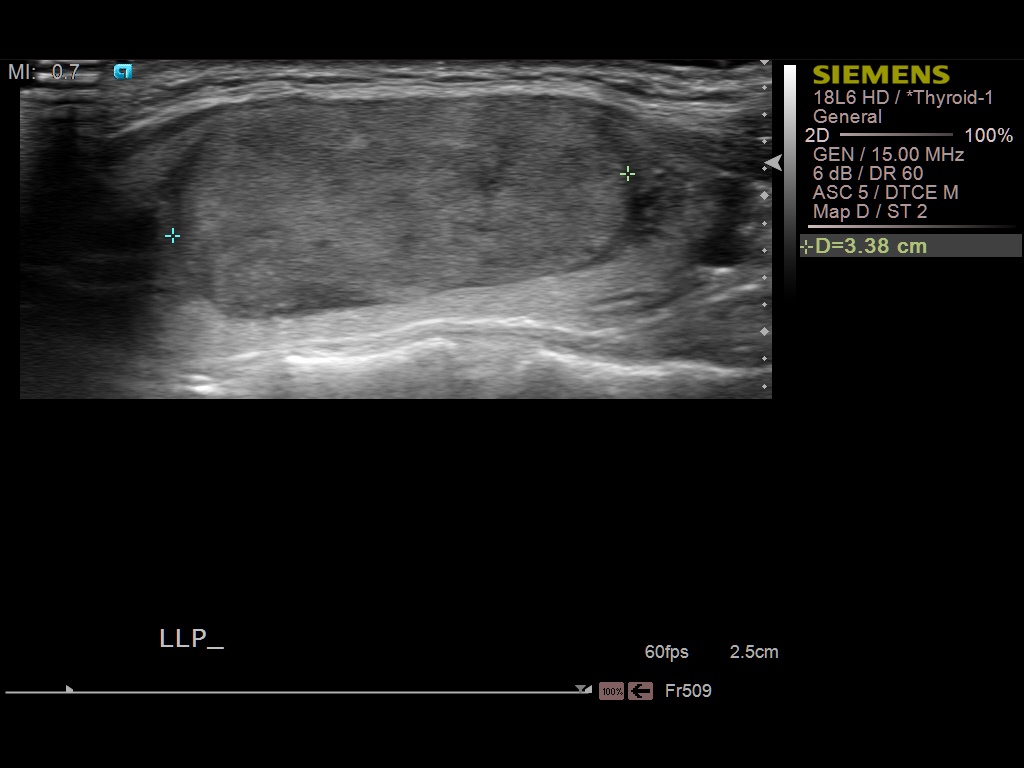 MI: 0.7
SIEMENS
18L6 HD / *Thyroid-1
General
2D 100%
GEN / 15.00 MHz
6 dB / DR 60
ASC 5 / DTCE M
Map D / ST 2
D=3.38 cm
LLP_
60fps 2.5cm
100% Fr509